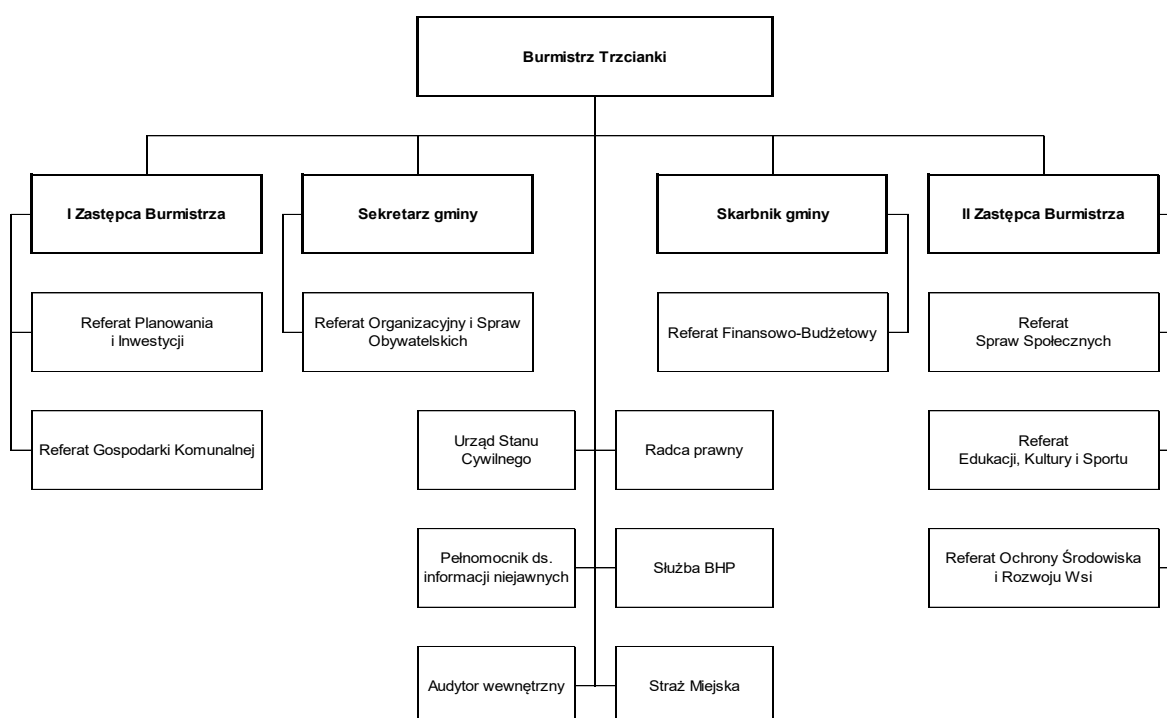 Burmistrz Trzcianki
I Zastępca Burmistrza
Sekretarz gminy
Skarbnik gminy
II Zastępca Burmistrza
Referat Planowania
i Inwestycji
Referat Organizacyjny i Spraw
Obywatelskich
Referat Finansowo-Budżetowy
Referat
Spraw Społecznych
Referat Gospodarki Komunalnej
Urząd Stanu
Cywilnego
Radca prawny
Referat
Edukacji, Kultury i Sportu
Pełnomocnik ds.
informacji niejawnych
Służba BHP
Referat Ochrony Środowiska
i Rozwoju Wsi
Audytor wewnętrzny
Straż Miejska